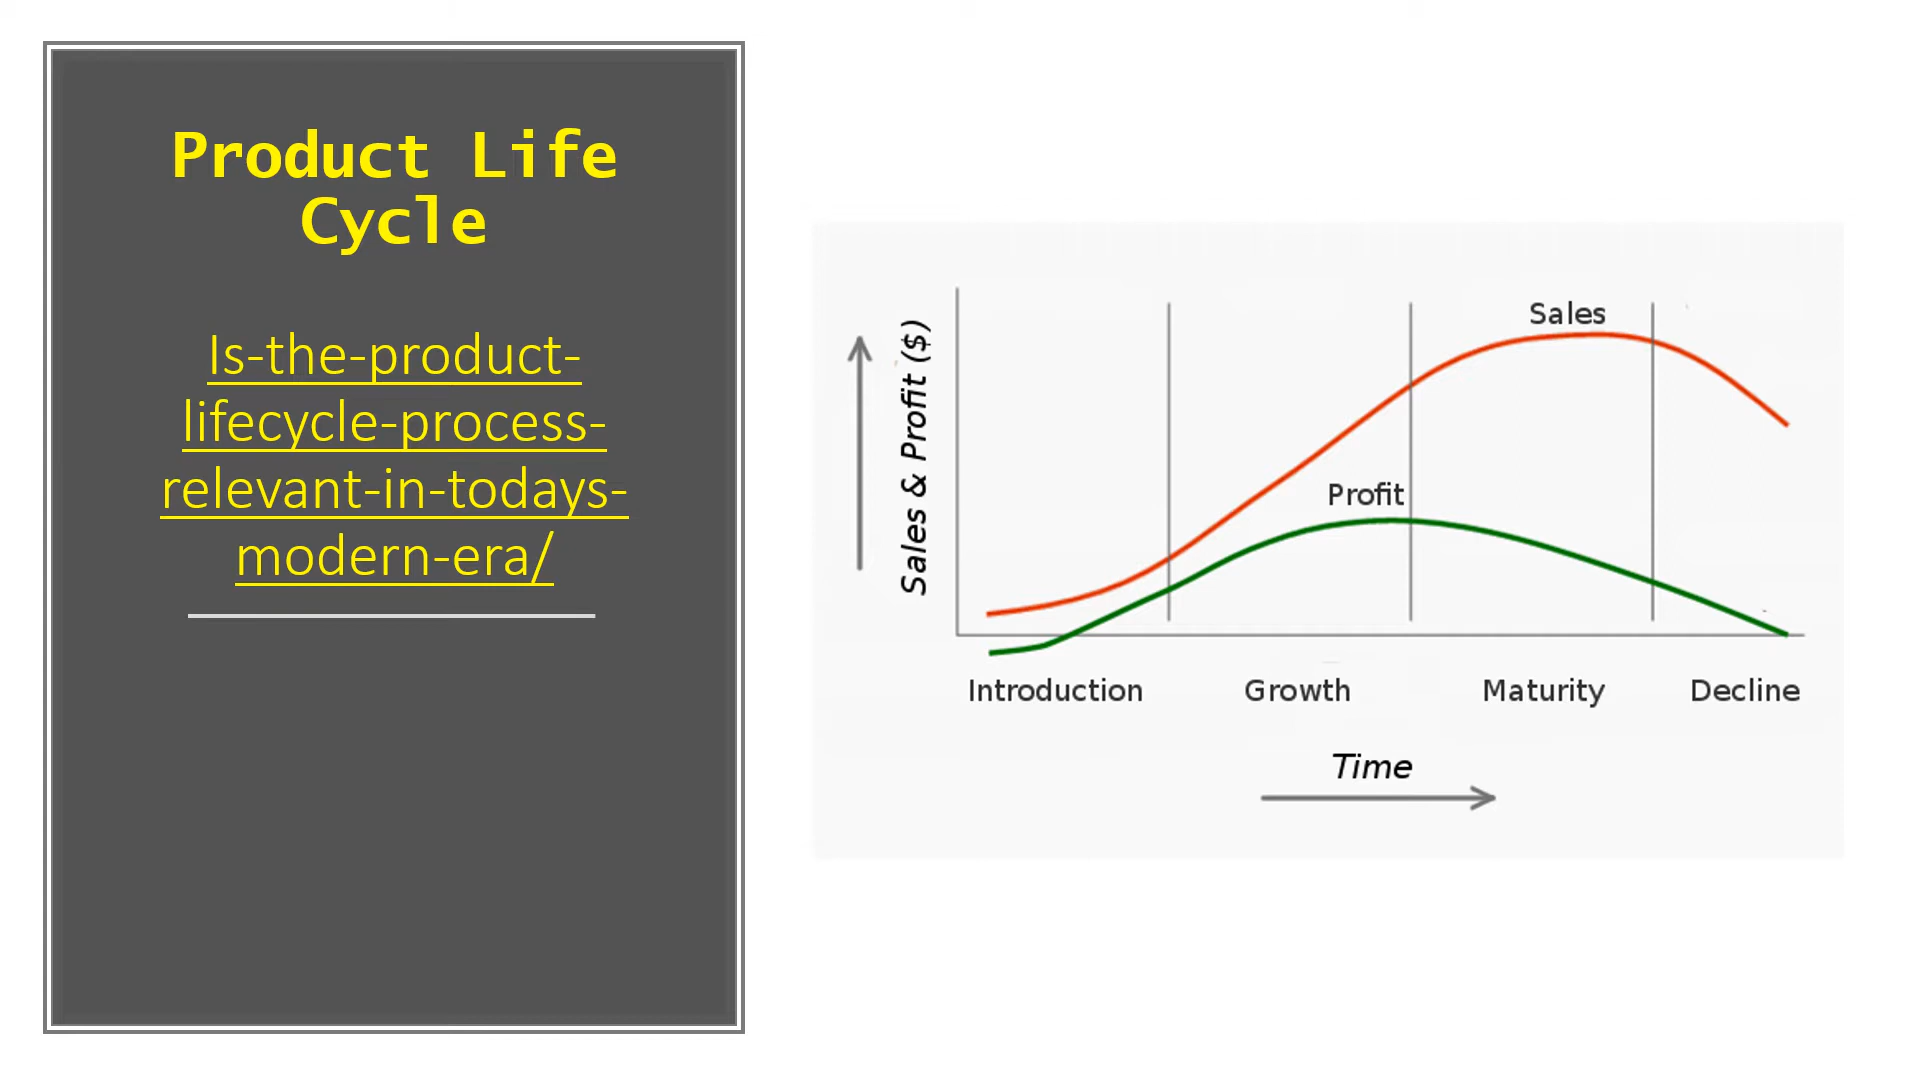 Product Life
Cycle
Is-the-product-
lifecycle-process-
relevant-in-todays-
modern-era/
Sales & Profit ($)
Sales
Profit
Introduction
Growth
Maturity
Decline
Time